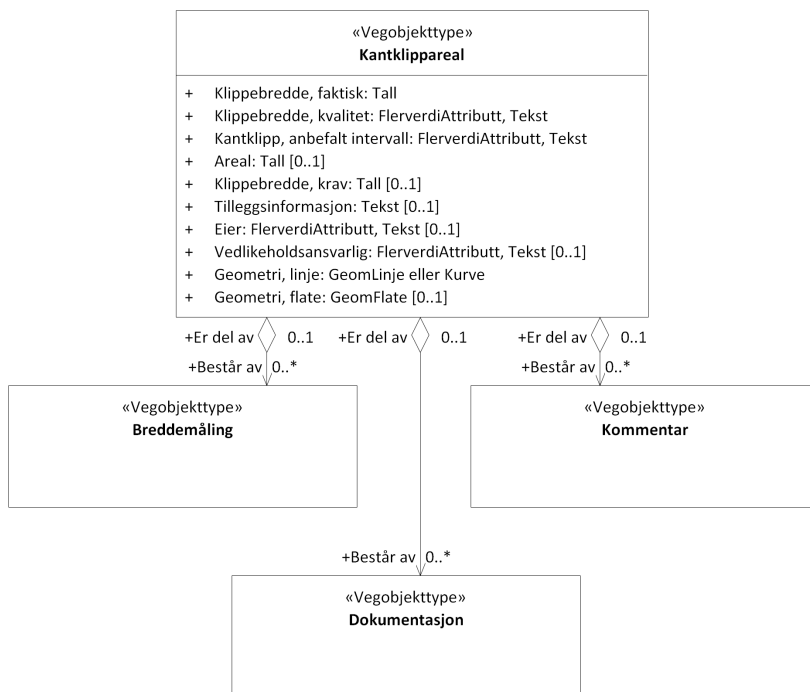 «Vegobjekttype»
Kantklippareal
+ Klippebredde, faktisk: Tall
+ Klippebredde, kvalitet: FlerverdiAttributt, Tekst
+ Kantklipp, anbefalt intervall: FlerverdiAttributt, Tekst
+ Areal: Tall [0..1]
+ Klippebredde, krav: Tall [0..1]
+ Tilleggsinformasjon: Tekst [0..1]
+ Eier: FlerverdiAttributt, Tekst [0..1]
+ Vedlikeholdsansvarlig: FlerverdiAttributt, Tekst [0..1]
+ Geometri, linje: GeomLinje eller Kurve
+ Geometri, flate: GeomFlate [0..1]
+Er del av 0..1 +Er del av 0..1 +Er del av 0..1
+Består av 0..* +Består av 0..*
«Vegobjekttype» «Vegobjekttype»
Breddemåling Kommentar
+Består av 0..*
«Vegobjekttype»
Dokumentasjon